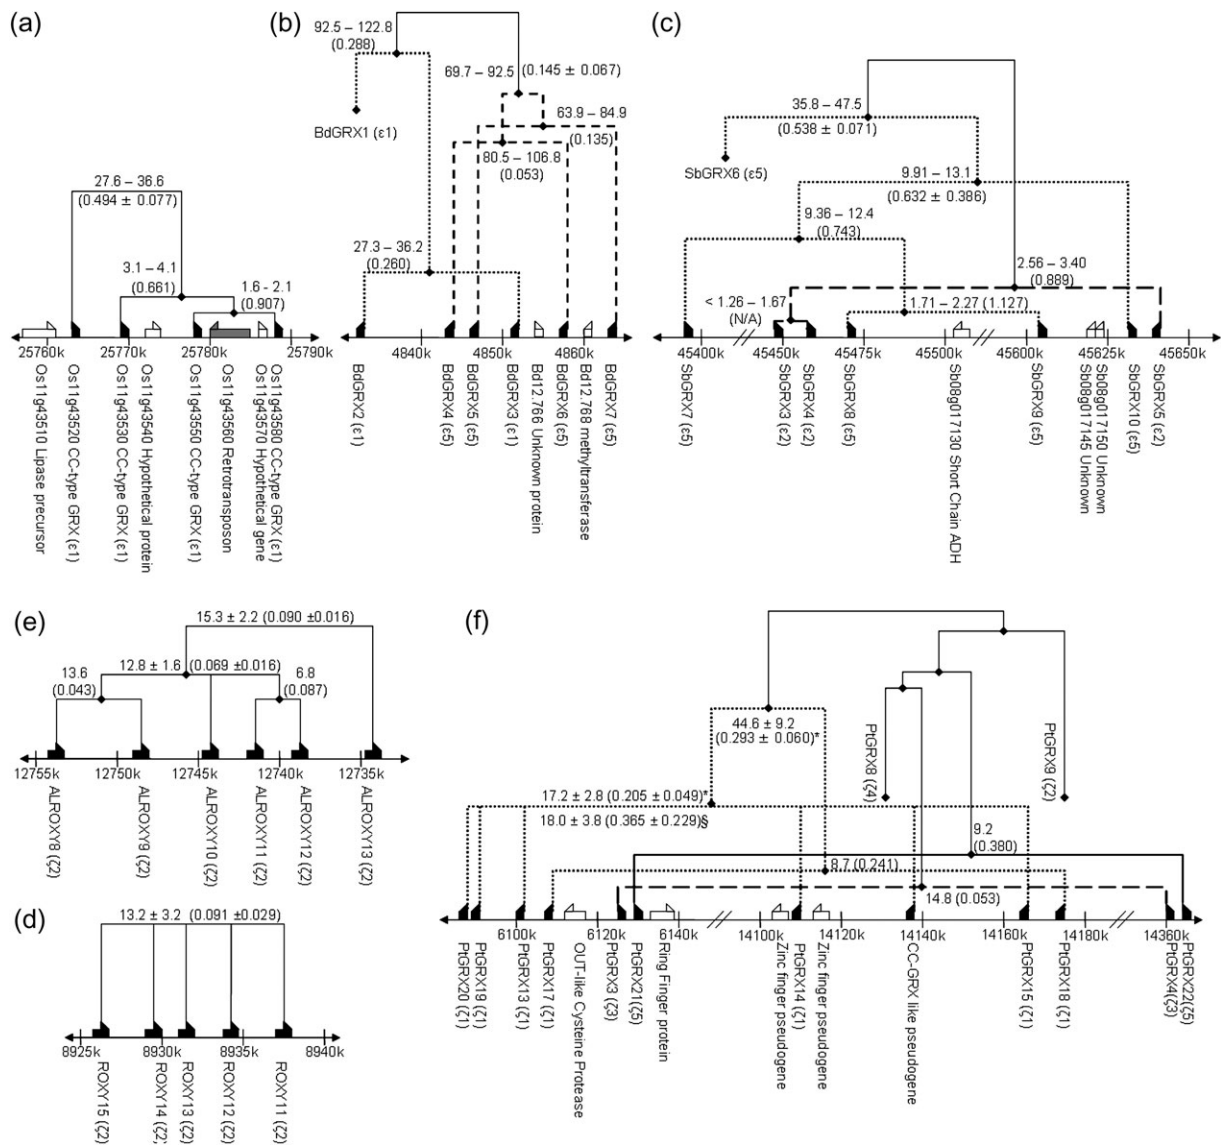 (a)
27.6 – 36.6
(0.494 ± 0.077)
3.1 – 4.1
(0.661)
1.6 - 2.1
(0.907)
25760k
25770k
25780k
25790k
Os11g43510 Lipase precursor
Os11g43520 CC-type GRX (ε1)
Os11g43530 CC-type GRX (ε1)
Os11g43540 Hypothetical protein
Os11g43550 CC-type GRX (ε1)
Os11g43560 Retrotransposon
Os11g43570 Hypothetical gene
Os11g43580 CC-type GRX (ε1)
(b)
92.5 – 122.8
(0.288)
69.7 – 92.5
(0.145 ± 0.067)
BdGRX1 (ε1)
63.9 – 84.9
(0.135)
80.5 – 106.8
(0.053)
27.3 – 36.2
(0.260)
4840k
4850k
4860k
BdGRX2 (ε1)
BdGRX4 (ε5)
BdGRX5 (ε5)
BdGRX3 (ε1)
Bd12.766 Unknown protein
BdGRX6 (ε5)
Bd12.768 methyltransferase
BdGRX7 (ε5)
(c)
35.8 – 47.5
(0.538 ± 0.071)
SbGRX6 (ε5)
9.91 – 13.1
(0.632 ± 0.386)
9.36 – 12.4
(0.743)
2.56 – 3.40
(0.889)
< 1.26 – 1.67
(N/A)
1.71 – 2.27 (1.127)
45400k
45450k
45475k
45500k
45600k
45625k
45650k
SbGRX7 (ε5)
SbGRX3 (ε2)
SbGRX4 (ε2)
SbGRX8 (ε5)
Sb08g017130 Short Chain ADH
SbGRX9 (ε5)
Sb08g017145 Unknown
Sb08g017150 Unknown
SbGRX10 (ε5)
SbGRX5 (ε2)
(e)
15.3 ± 2.2 (0.090 ±0.016)
13.6
(0.043)
12.8 ± 1.6 (0.069 ±0.016)
6.8
(0.087)
12755k
12750k
12745k
12740k
12735k
ALROXY8 (ζ2)
ALROXY9 (ζ2)
ALROXY10 (ζ2)
ALROXY11 (ζ2)
ALROXY12 (ζ2)
ALROXY13 (ζ2)
(d)
13.2 ± 3.2 (0.091 ±0.029)
8925k
8930k
8935k
8940k
ROXY15 (ζ2)
ROXY14 (ζ2)
ROXY13 (ζ2)
ROXY12 (ζ2)
ROXY11 (ζ2)
(f)
44.6 ± 9.2
(0.293 ± 0.060)*
PtGRX8 (ζ4)
PtGRX9 (ζ2)
17.2 ± 2.8 (0.205 ± 0.049)*
18.0 ± 3.8 (0.365 ± 0.229)§
9.2
(0.380)
8.7 (0.241)
14.8 (0.053)
6100k
6120k
6140k
14100k
14120k
14140k
14160k
14180k
14360k
PtGRX20 (ζ1)
PtGRX19 (ζ1)
PtGRX13 (ζ1)
PtGRX17 (ζ1)
OUT-like Cysteine Protease
PtGRX3 (ζ3)
PtGRX21(ζ5)
Ring Finger protein
Zinc finger pseudogene
PtGRX14 (ζ1)
Zinc finger pseudogene
CC-GRX like pseudogene
PtGRX15 (ζ1)
PtGRX18 (ζ1)
PtGRX4(ζ3)
PtGRX22(ζ5)